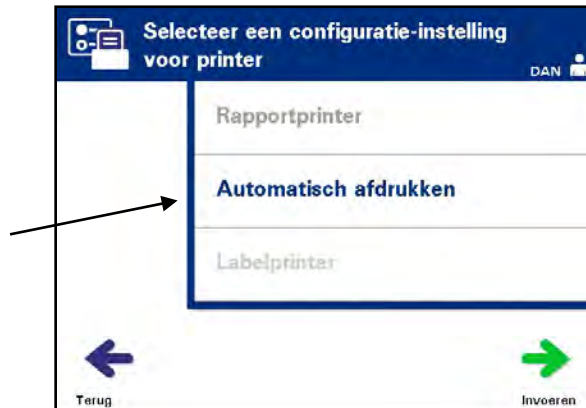 Selecteer een configuratie-instelling
voor printer
DAN
Rapportprinter
Automatisch afdrukken
Labelprinter
Terug
Invoeren